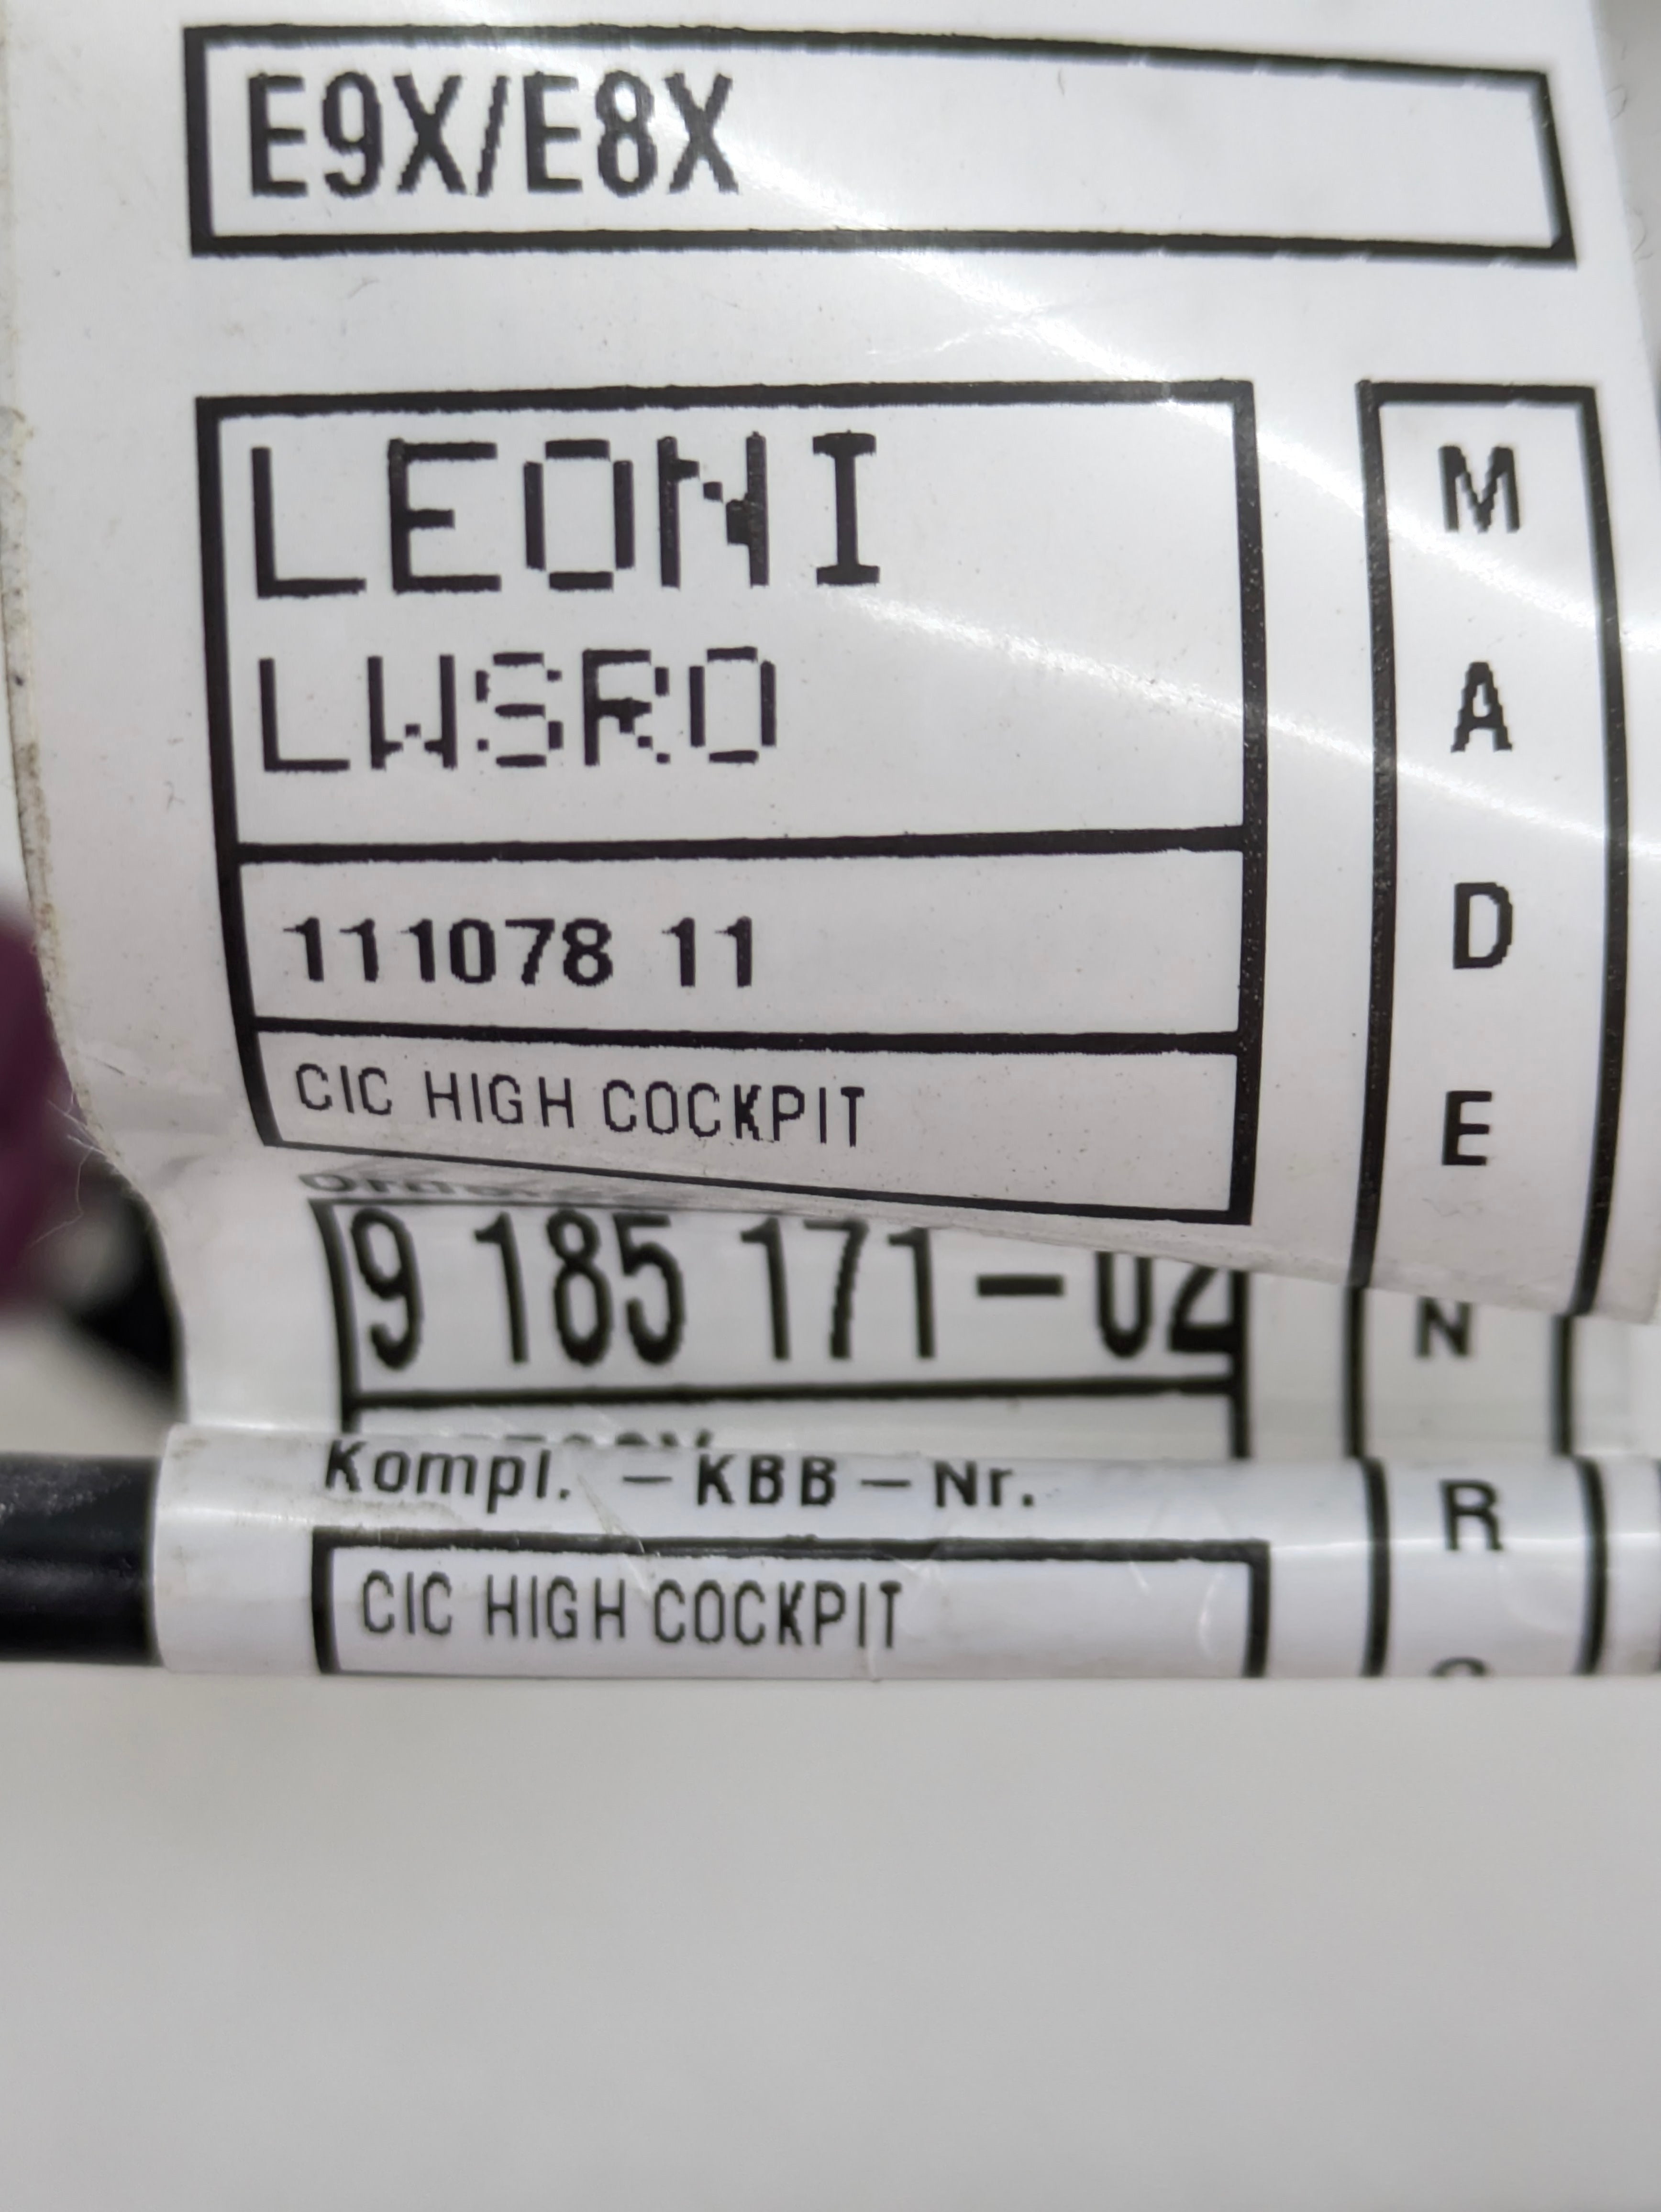 E9X/E8X
LEONI
LWSRO
111078 11
CIC HIGH COCKPIT
M
A
D
E
9 185 171-02
N
Kompl. -KBB-Nr.
R
CIC HIGH COCKPIT